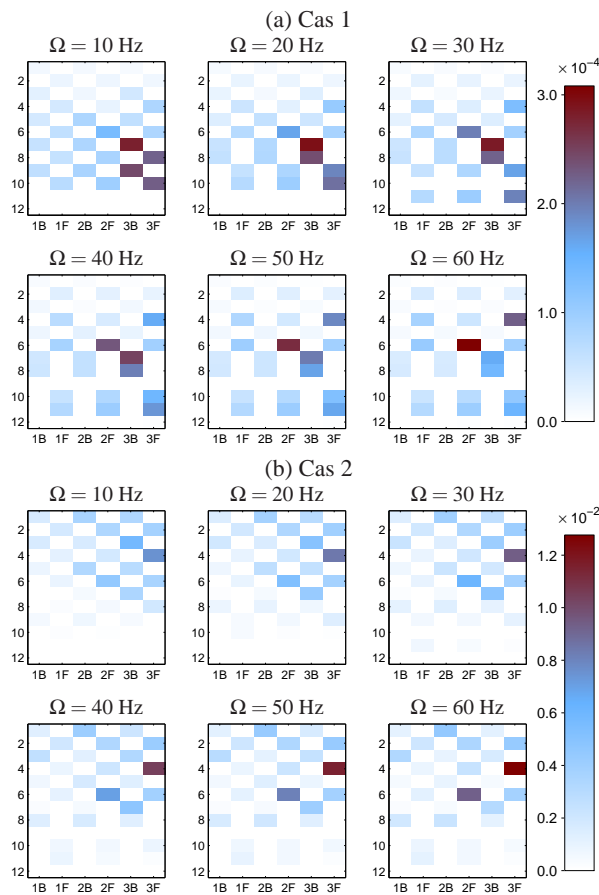 (a) Cas 1
Ω = 10 Hz Ω = 20 Hz Ω = 30 Hz
× 10⁻⁴
2 2 2 3.0
4 4 4
6 6 6
8 8 8
10 10 10
12 12 12
1B 1F 2B 2F 3B 3F 1B 1F 2B 2F 3B 3F 1B 1F 2B 2F 3B 3F
2.0
Ω = 40 Hz Ω = 50 Hz Ω = 60 Hz
2 2 2
1.0
4 4 4
6 6 6
8 8 8
10 10 10
12 12 12 0.0
1B 1F 2B 2F 3B 3F 1B 1F 2B 2F 3B 3F 1B 1F 2B 2F 3B 3F
(b) Cas 2
Ω = 10 Hz Ω = 20 Hz Ω = 30 Hz
× 10⁻²
2 2 2
1.2
4 4 4
6 6 6
1.0
8 8 8
10 10 10
12 12 12
0.8
1B 1F 2B 2F 3B 3F 1B 1F 2B 2F 3B 3F 1B 1F 2B 2F 3B 3F
0.6
Ω = 40 Hz Ω = 50 Hz Ω = 60 Hz
2 2 2
0.4
4 4 4
6 6 6
0.2
8 8 8
10 10 10
12 12 12 0.0
1B 1F 2B 2F 3B 3F 1B 1F 2B 2F 3B 3F 1B 1F 2B 2F 3B 3F